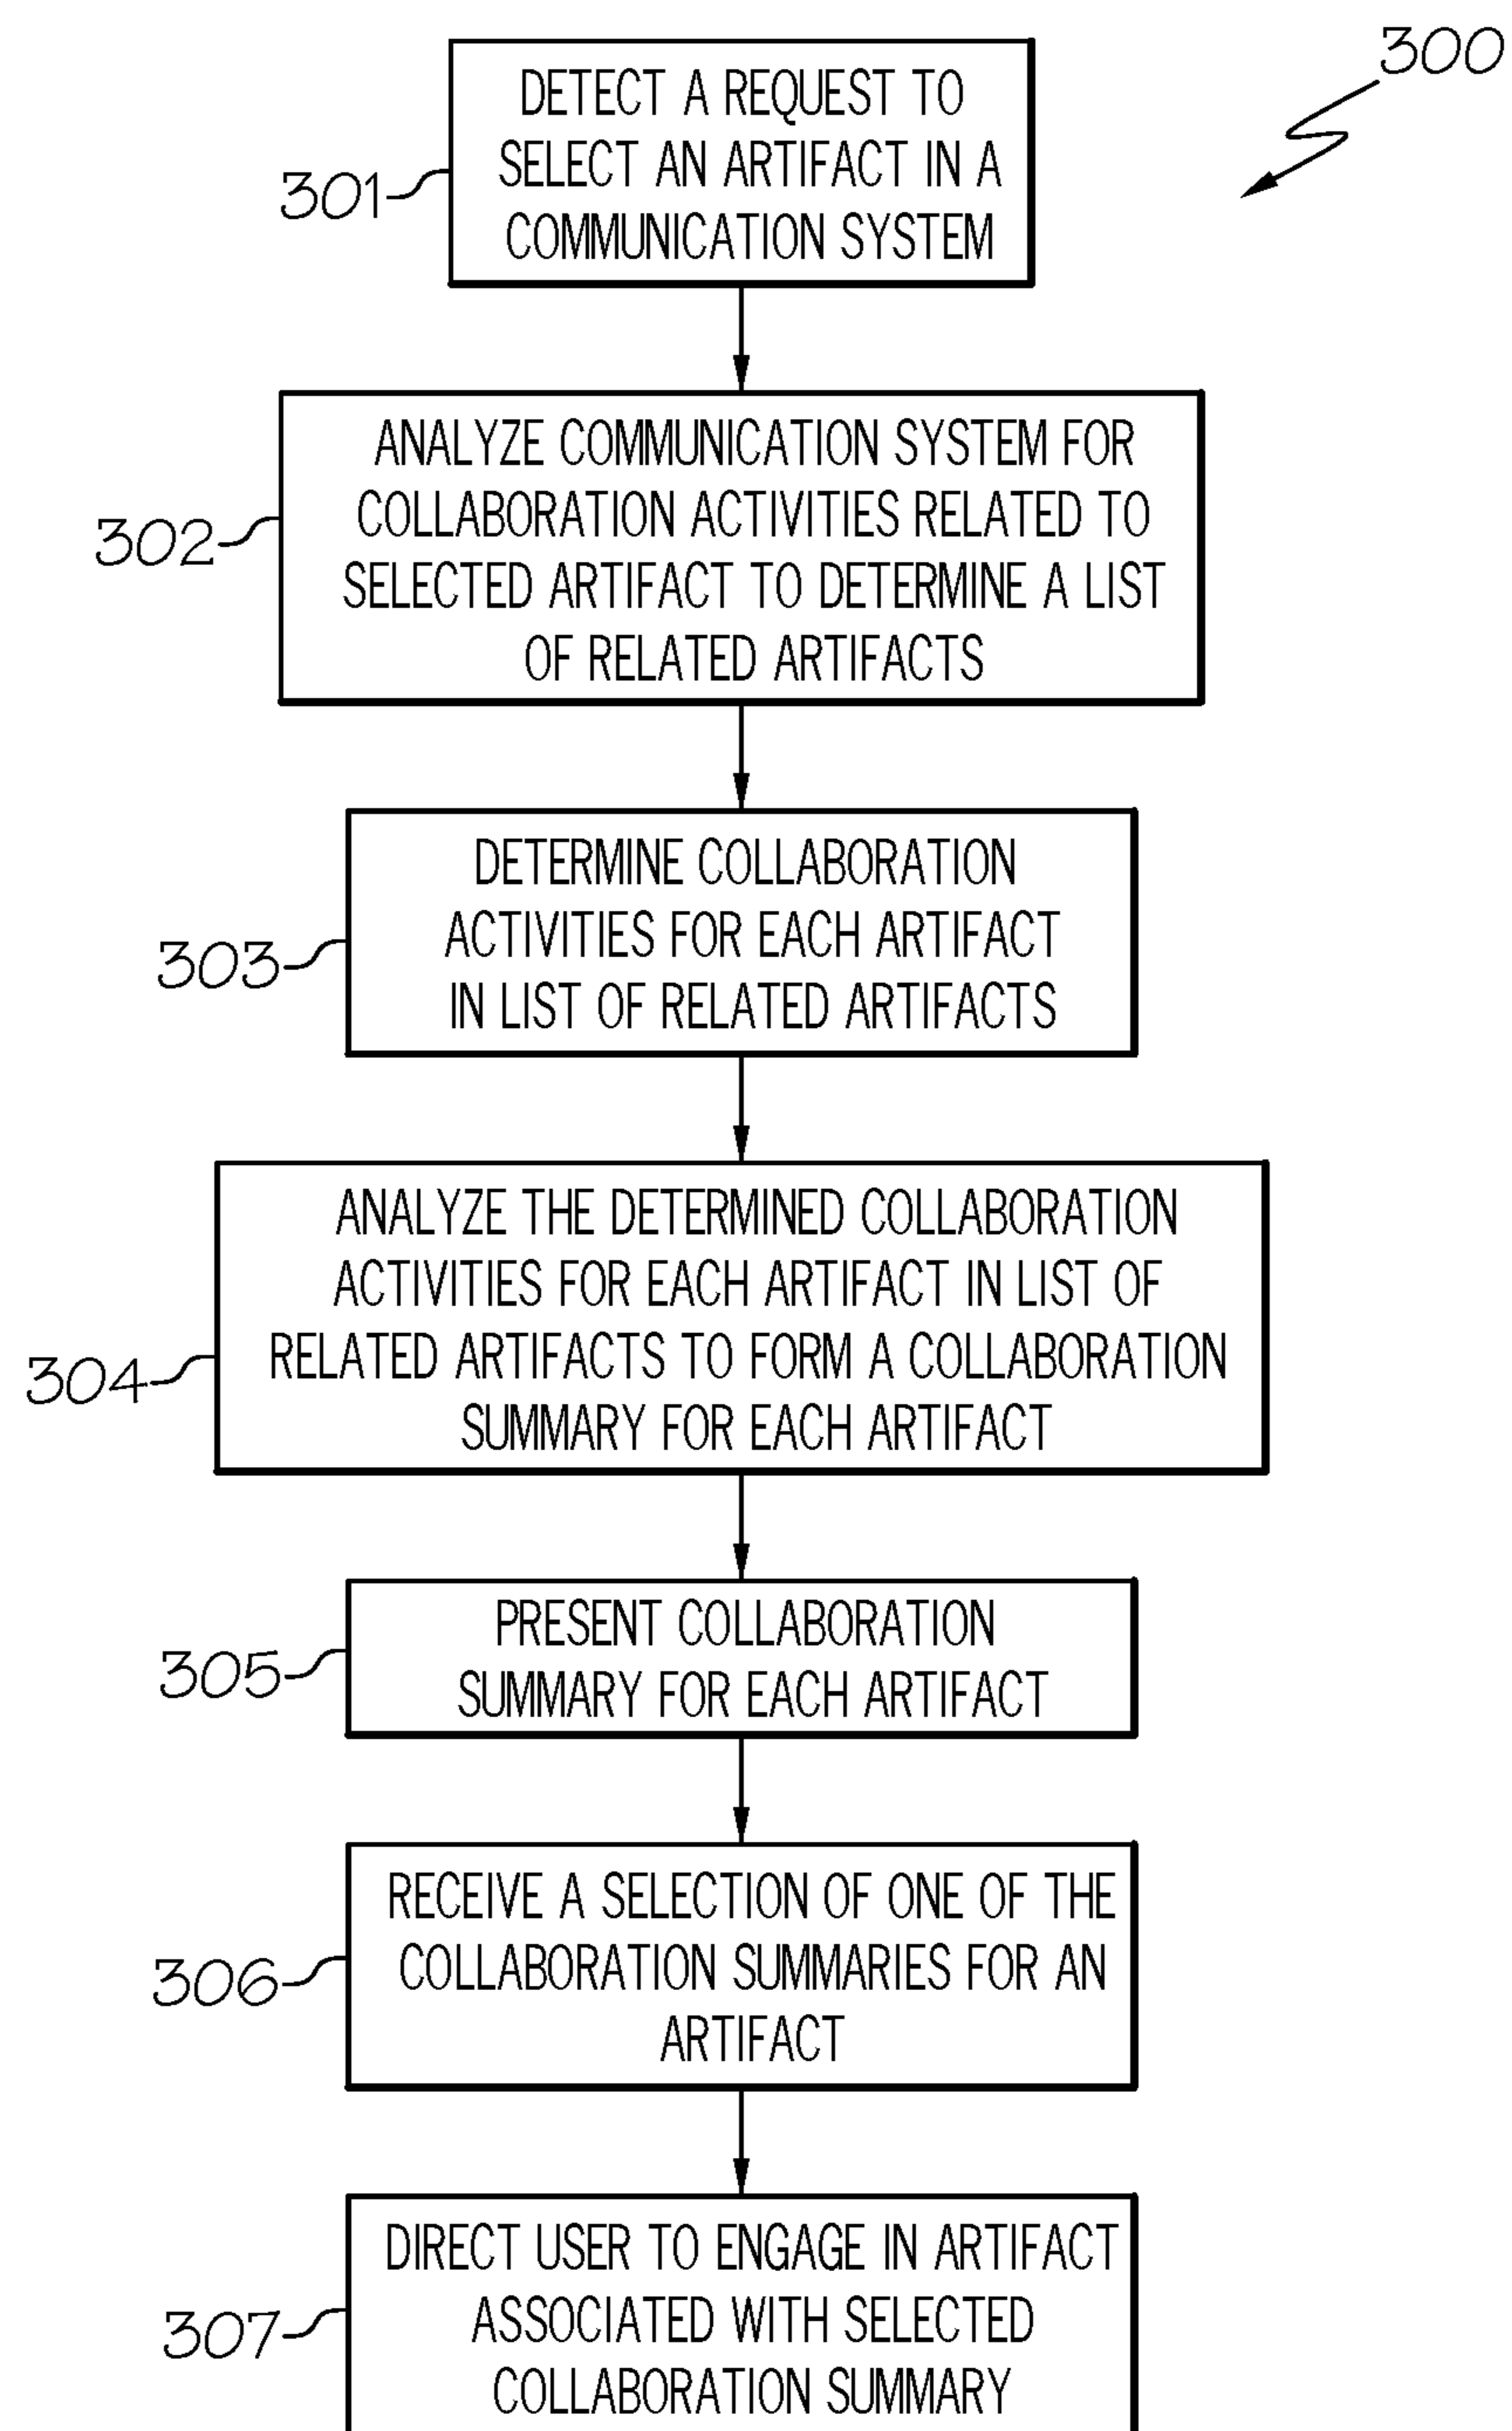 300
DETECT A REQUEST TO
SELECT AN ARTIFACT IN A
COMMUNICATION SYSTEM
301
ANALYZE COMMUNICATION SYSTEM FOR
COLLABORATION ACTIVITIES RELATED TO
SELECTED ARTIFACT TO DETERMINE A LIST
OF RELATED ARTIFACTS
302
DETERMINE COLLABORATION
ACTIVITIES FOR EACH ARTIFACT
IN LIST OF RELATED ARTIFACTS
303
ANALYZE THE DETERMINED COLLABORATION
ACTIVITIES FOR EACH ARTIFACT IN LIST OF
RELATED ARTIFACTS TO FORM A COLLABORATION
SUMMARY FOR EACH ARTIFACT
304
PRESENT COLLABORATION
SUMMARY FOR EACH ARTIFACT
305
RECEIVE A SELECTION OF ONE OF THE
COLLABORATION SUMMARIES FOR AN
ARTIFACT
306
DIRECT USER TO ENGAGE IN ARTIFACT
ASSOCIATED WITH SELECTED
COLLABORATION SUMMARY
307